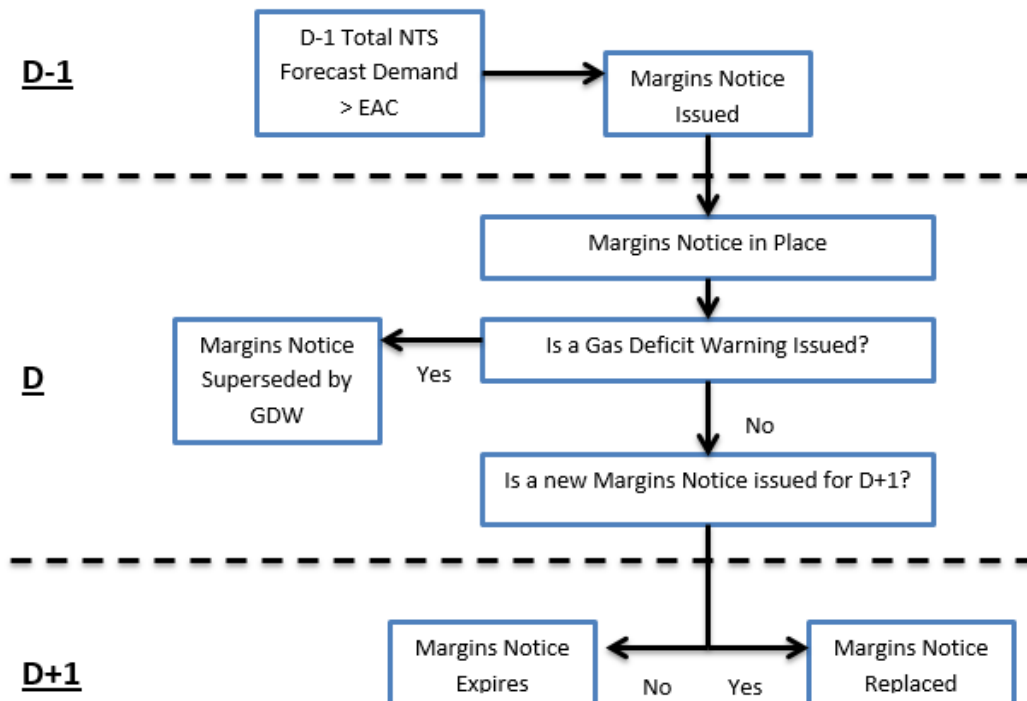 D-1
D-1 Total NTS
Forecast Demand
> EAC
Margins Notice
Issued
Margins Notice in Place
D
Margins Notice
Superseded by
GDW
Yes
Is a Gas Deficit Warning Issued?
No
Is a new Margins Notice issued for D+1?
D+1
Margins Notice
Expires
No
Yes
Margins Notice
Replaced